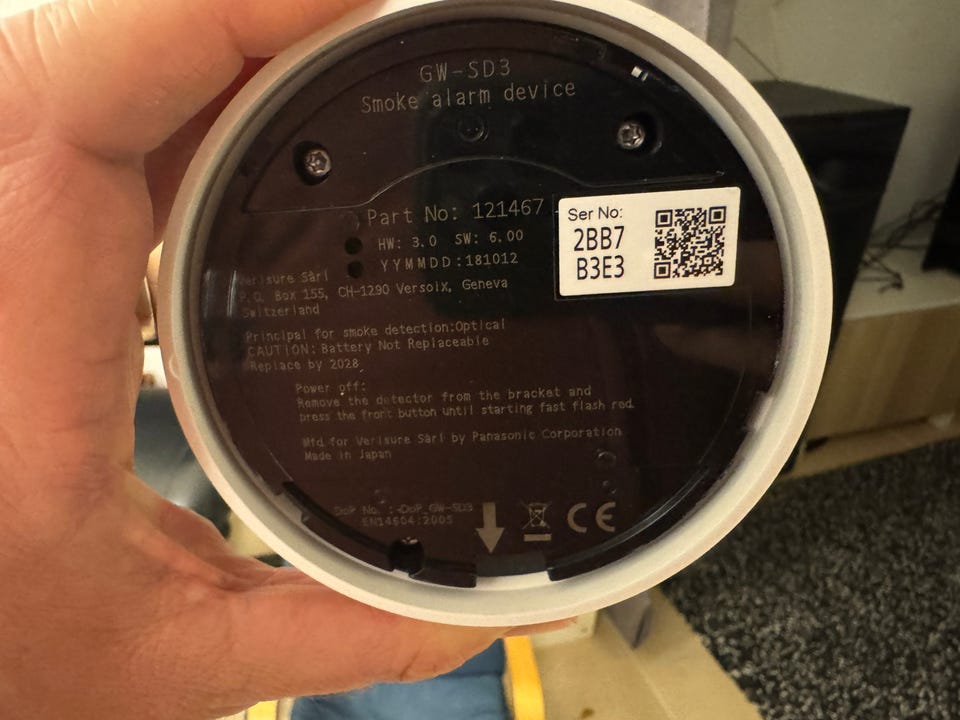 GW-SD3
Smoke alarm device
Part No: 121467
HW: 3.0 SW: 6.00
YYMMDD:181012
Ser No:
2BB7
B3E3
Verisure Sàrl
P.O. Box 155, CH-1290 Versoix, Geneva
Switzerland
Principal for smoke detection:Optical
CAUTION: Battery Not Replaceable
Replace by 2028
Power off:
Remove the detector from the bracket and
press the front button until starting fast flash red.
Mfd for Verisure Sàrl by Panasonic Corporation
Made in Japan
DoP No. :-DoP_GW-SD3
EN14604:2005
CE